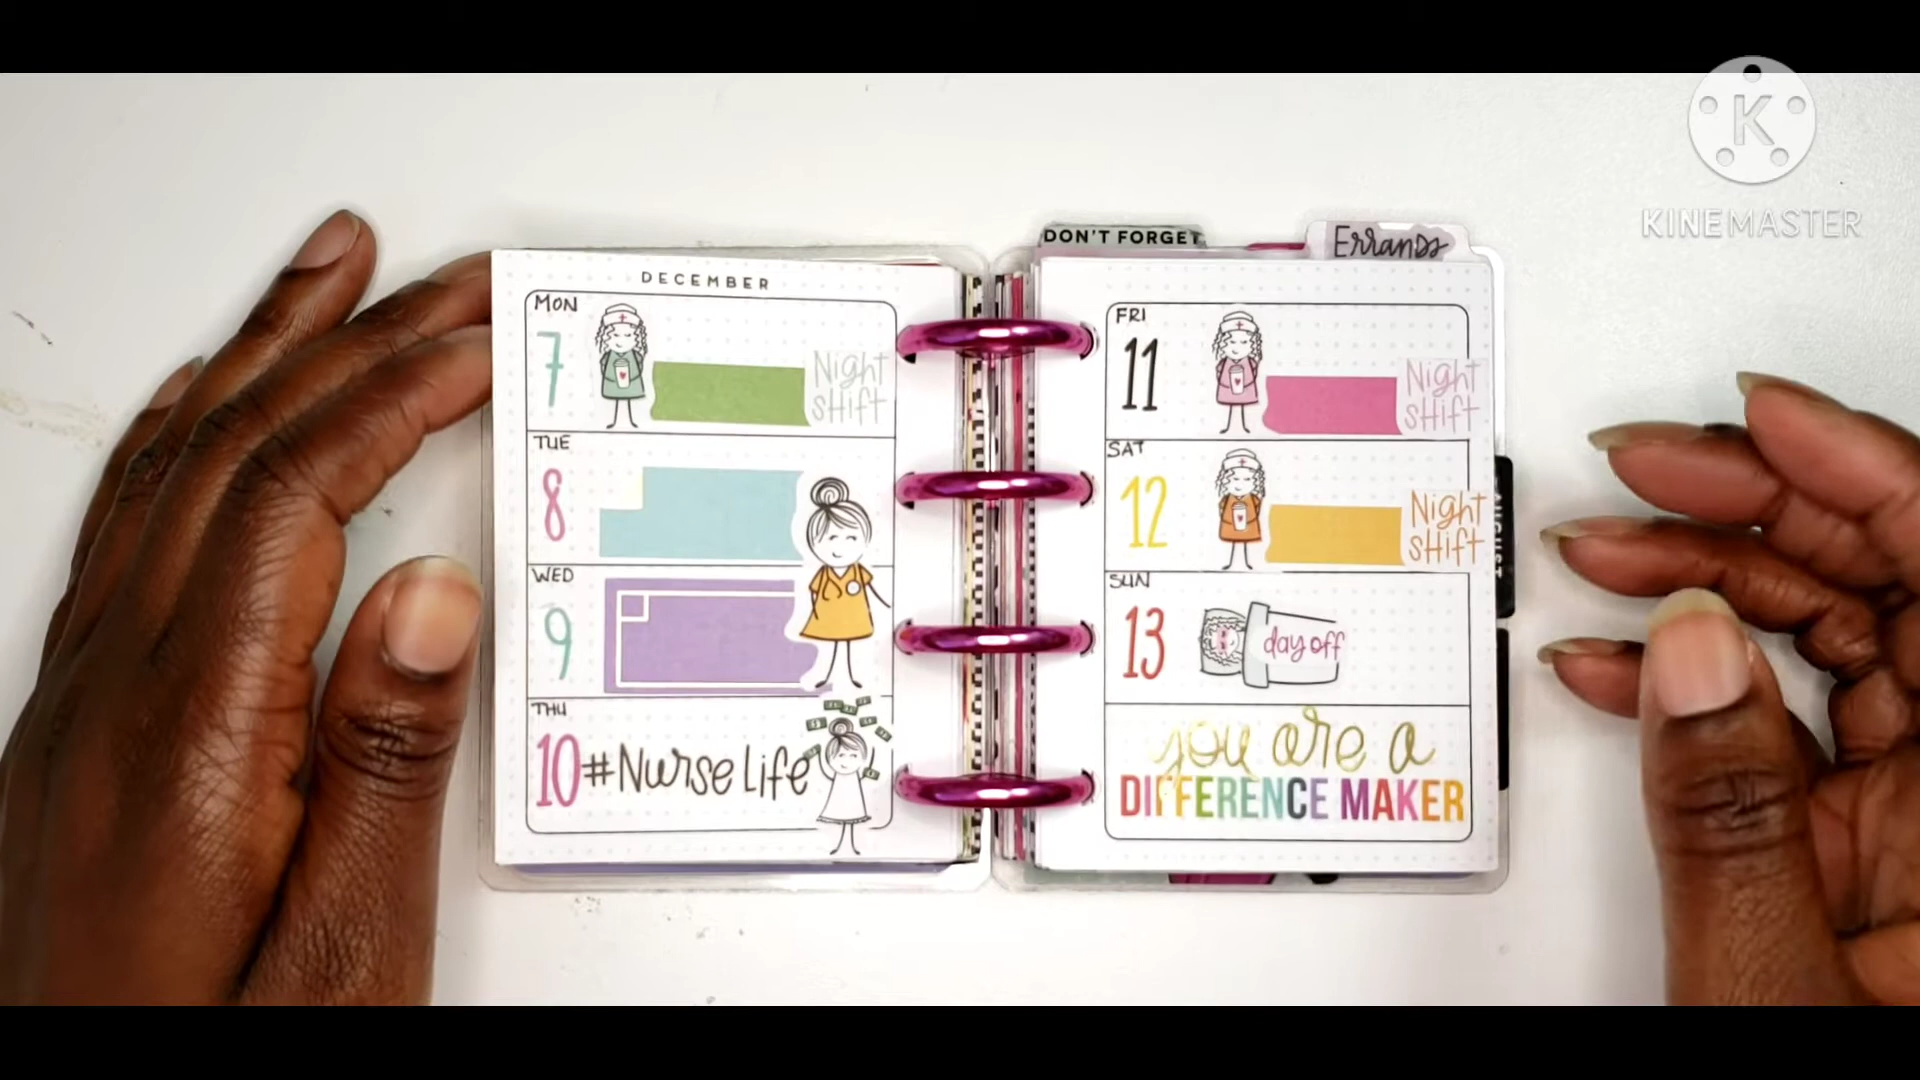 K
KINEMASTER
DON'T FORGET
Errands
DECEMBER
MON
7
Night
shift
TUE
8
WED
9
THU
10
#Nurse Life
FRI
11
Night
shift
SAT
12
Night
shift
SUN
13
day off
you are a
DIFFERENCE MAKER
AUGUST